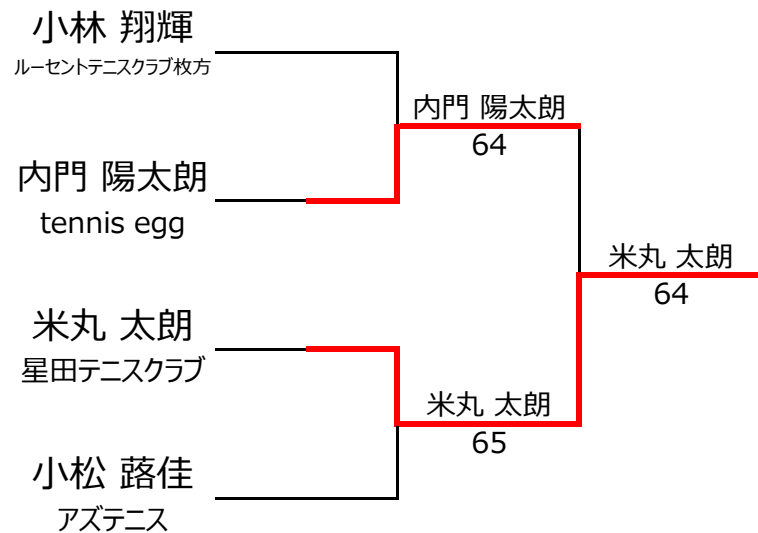 小林 翔輝
ルーセントテニスクラブ枚方
内門 陽太朗
64
内門 陽太朗
tennis egg
米丸 太朗
64
米丸 太朗
星田テニスクラブ
米丸 太朗
65
小松 蕗佳
アズテニス